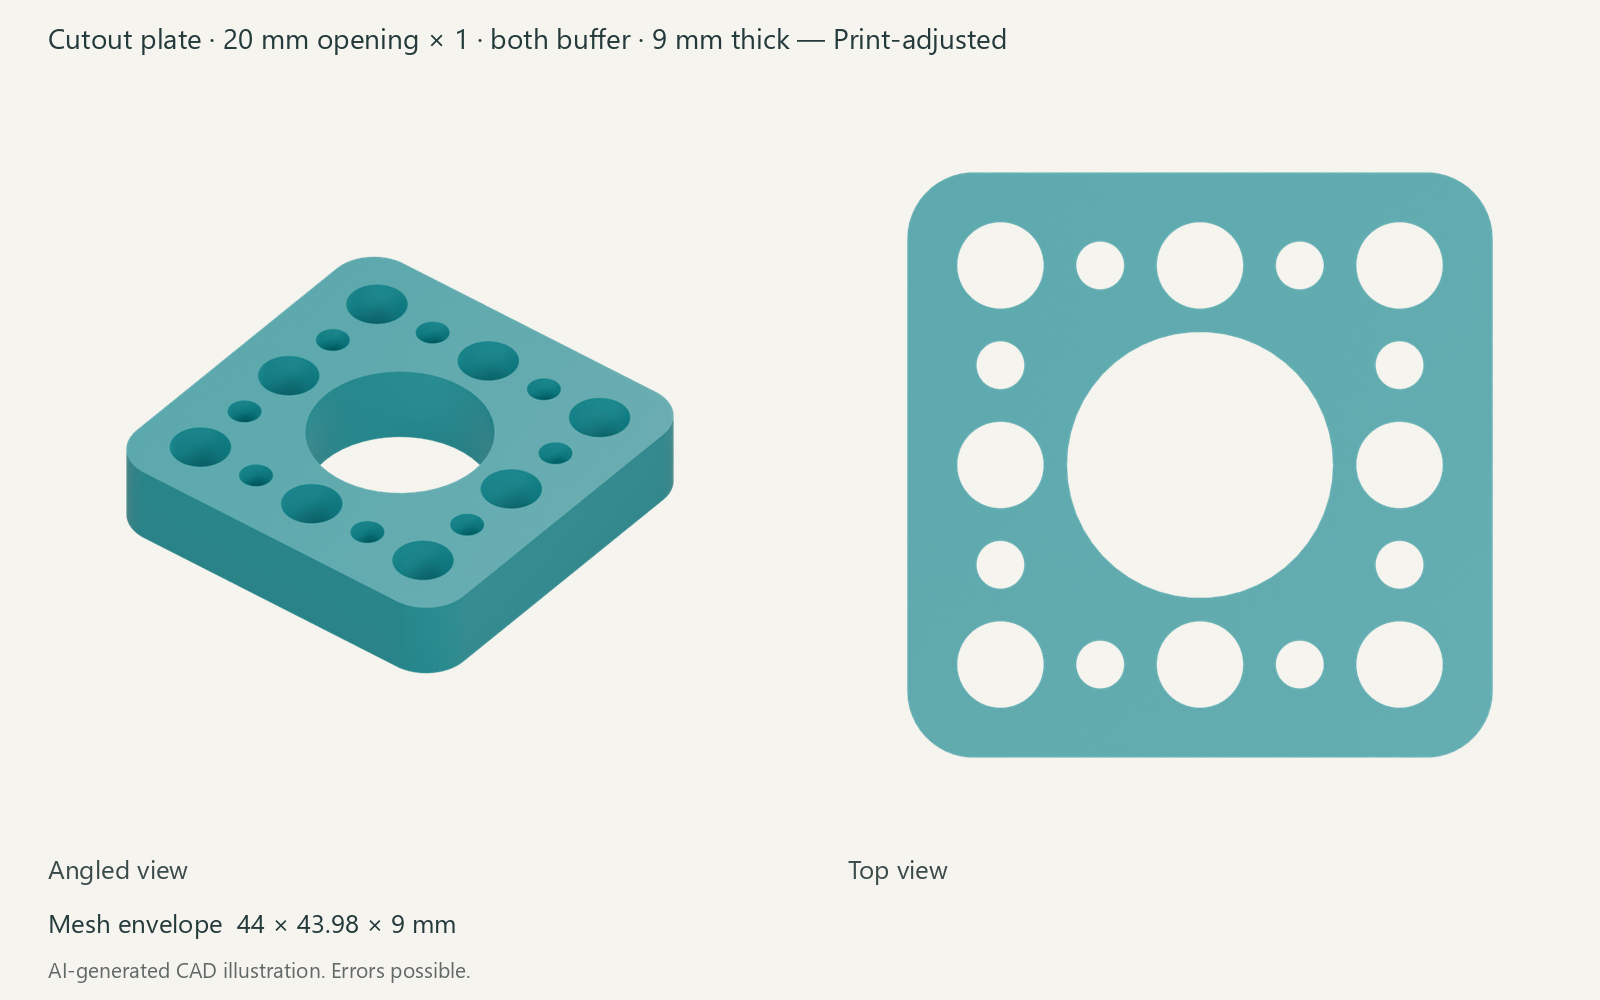 Cutout plate · 20 mm opening × 1 · both buffer · 9 mm thick — Print-adjusted
Angled view
Top view
Mesh envelope 44 × 43.98 × 9 mm
AI-generated CAD illustration. Errors possible.